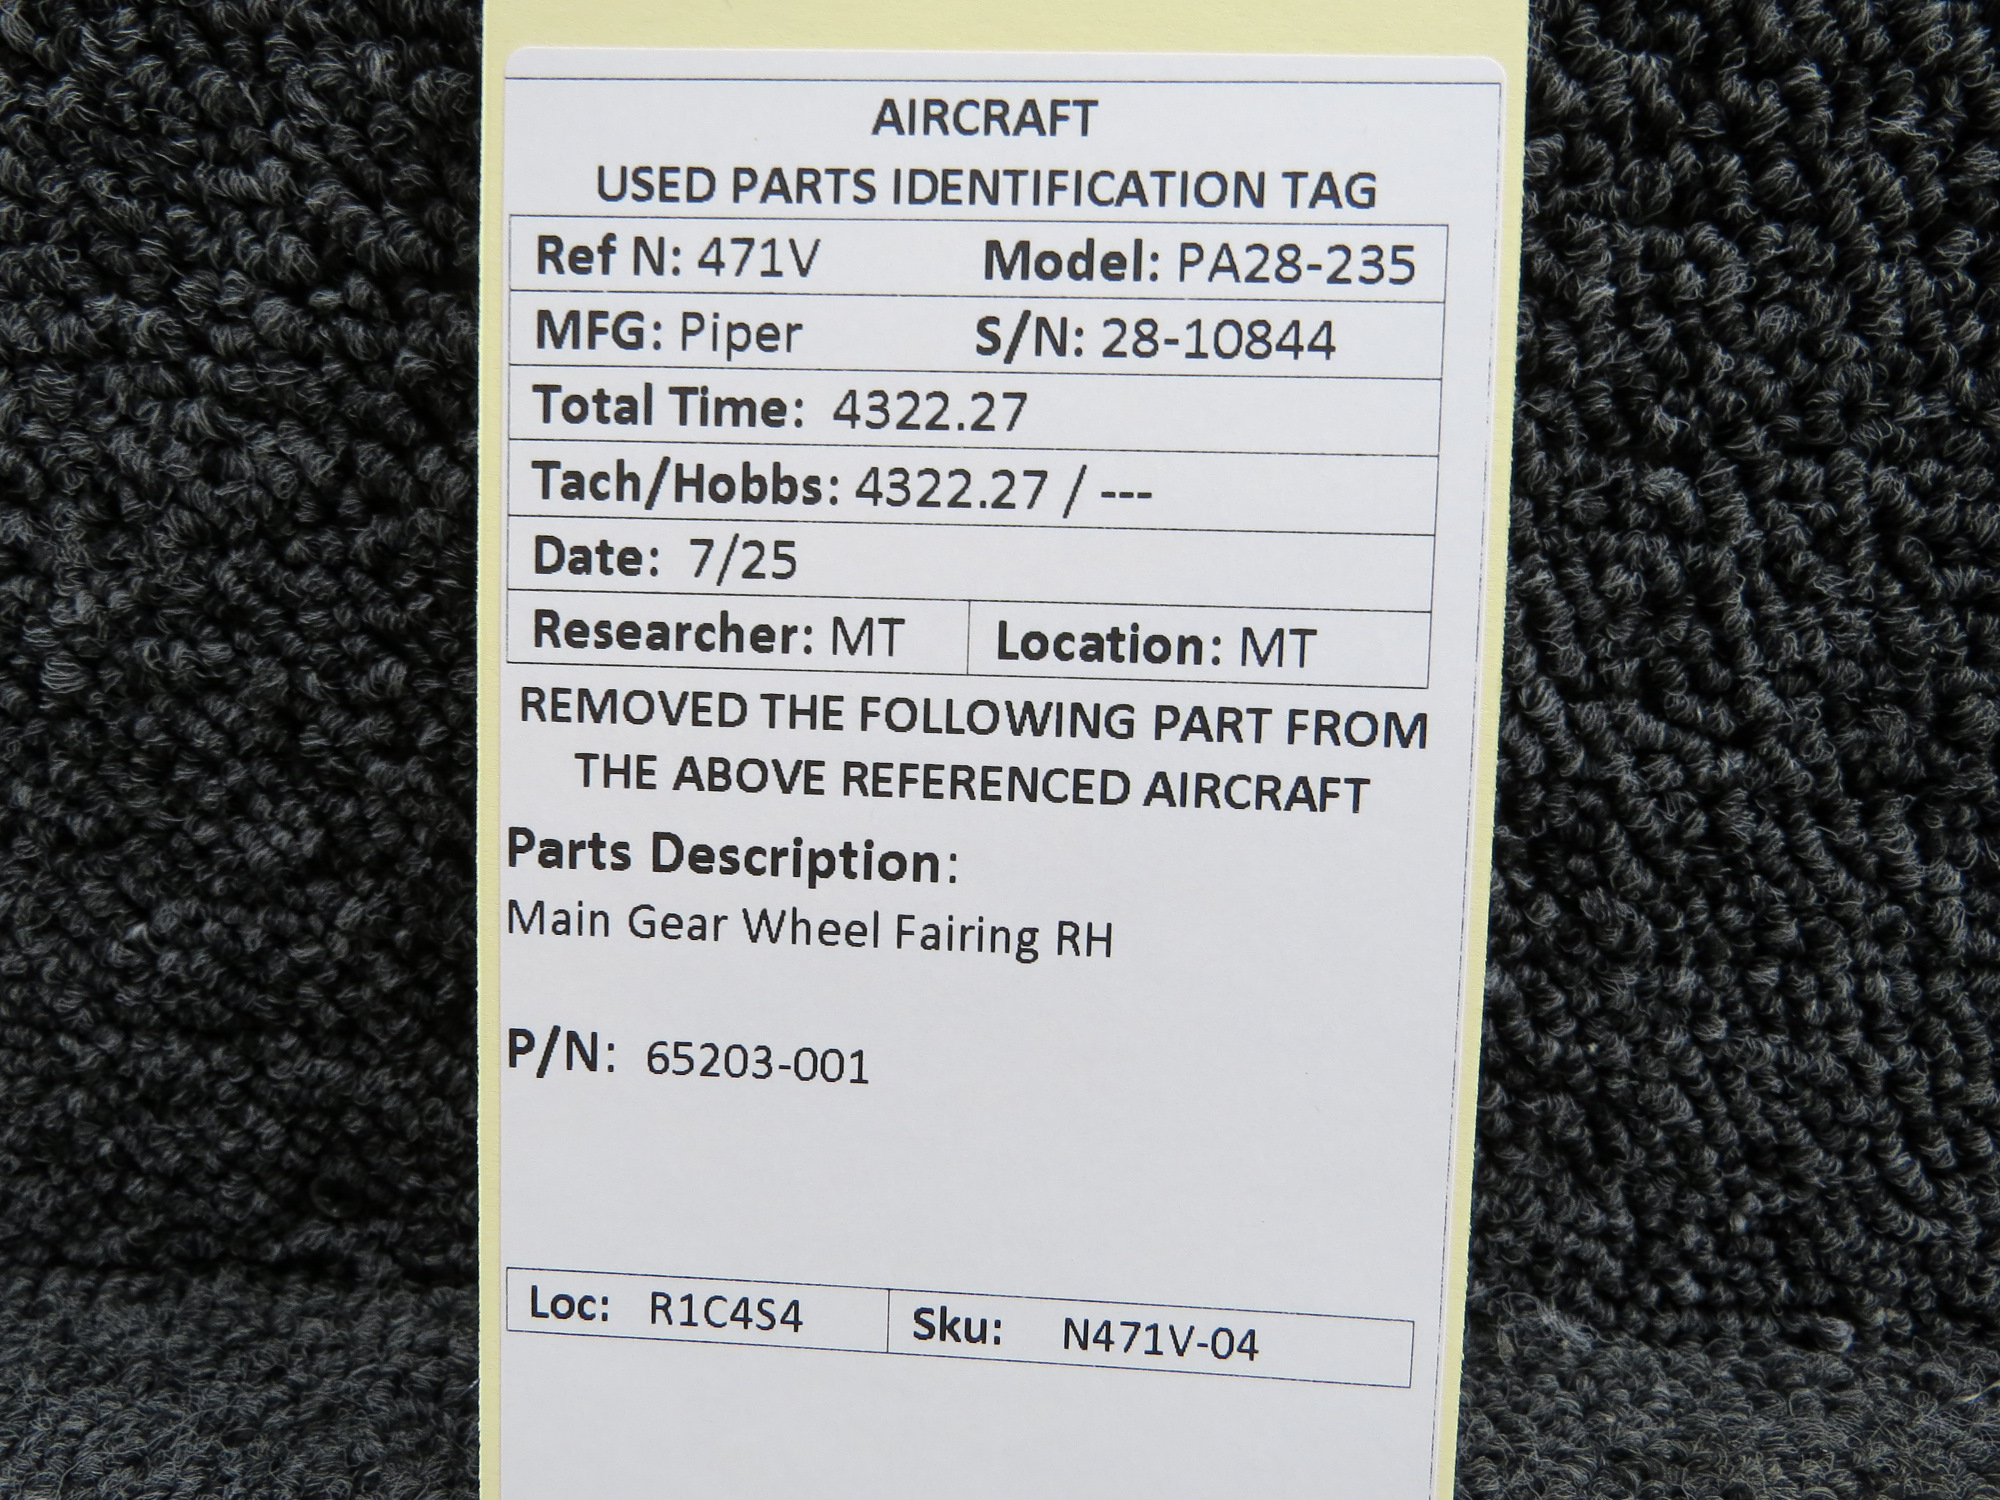 AIRCRAFT
USED PARTS IDENTIFICATION TAG
Ref N: 471V Model: PA28-235
MFG: Piper S/N: 28-10844
Total Time: 4322.27
Tach/Hobbs: 4322.27 / ---
Date: 7/25
Researcher: MT Location: MT
REMOVED THE FOLLOWING PART FROM
THE ABOVE REFERENCED AIRCRAFT
Parts Description:
Main Gear Wheel Fairing RH
P/N: 65203-001
Loc: R1C4S4 Sku: N471V-04